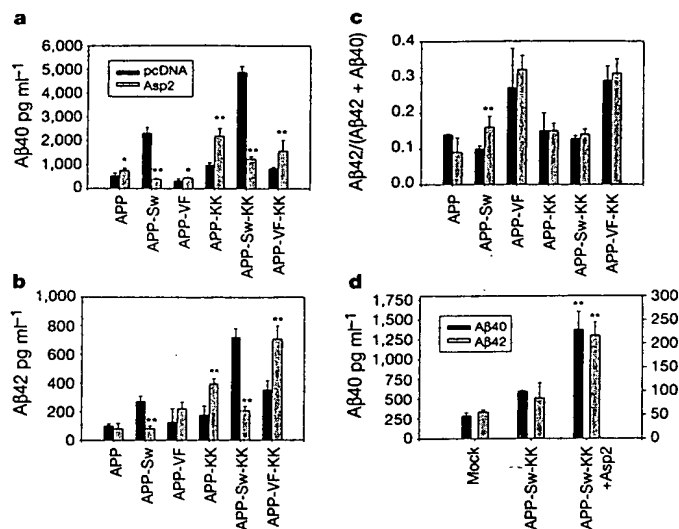 a
Aβ40 pg ml⁻¹
6,000
5,000
4,000
3,000
2,000
1,000
0
pcDNA
Asp2
*
**
*
**
**
**
APP
APP-Sw
APP-VF
APP-KK
APP-Sw-KK
APP-VF-KK
b
Aβ42 pg ml⁻¹
1,000
800
600
400
200
0
**
**
**
**
APP
APP-Sw
APP-VF
APP-KK
APP-Sw-KK
APP-VF-KK
c
Aβ42/(Aβ42 + Aβ40)
0.4
0.3
0.2
0.1
0.0
**
APP
APP-Sw
APP-VF
APP-KK
APP-Sw-KK
APP-VF-KK
d
Aβ40 pg ml⁻¹
1,750
1,500
1,250
1,000
750
500
250
0
Aβ40
Aβ42
**
**
300
250
200
150
100
50
0
Mock
APP-Sw-KK
APP-Sw-KK
+Asp2